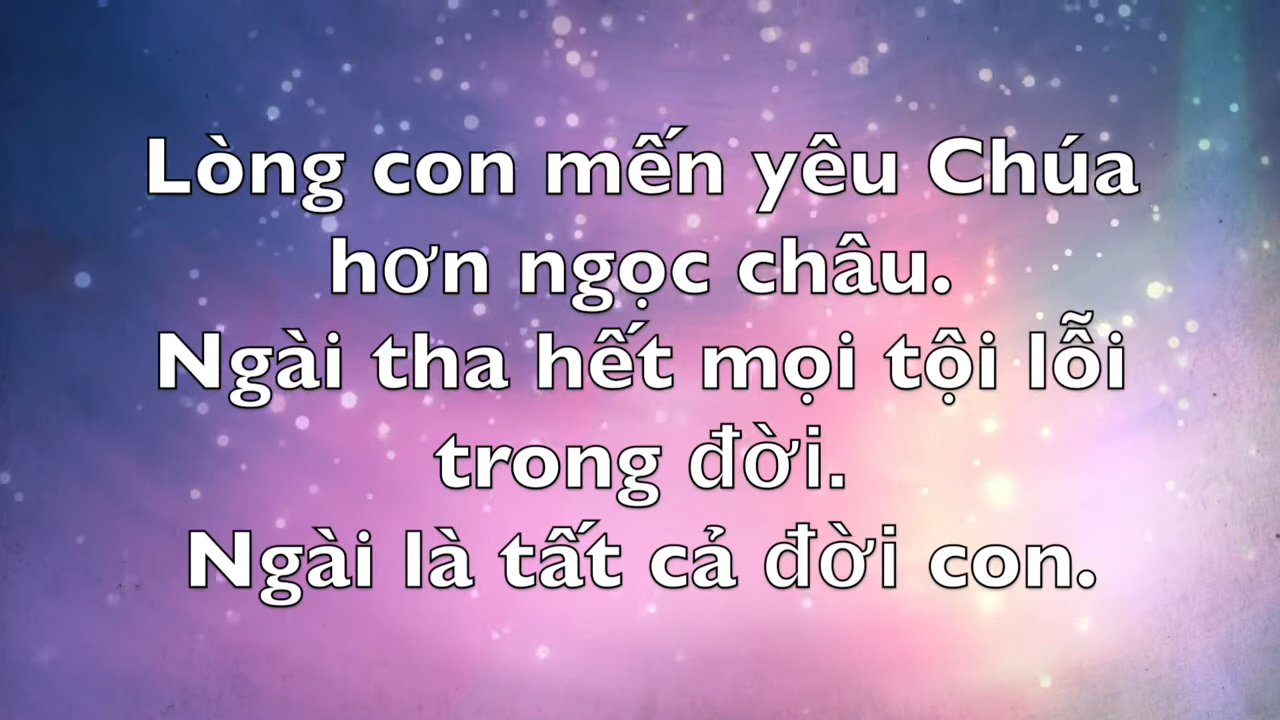 Lòng con mến yêu Chúa
hơn ngọc châu.
Ngài tha hết mọi tội lỗi
trong đời.
Ngài là tất cả đời con.